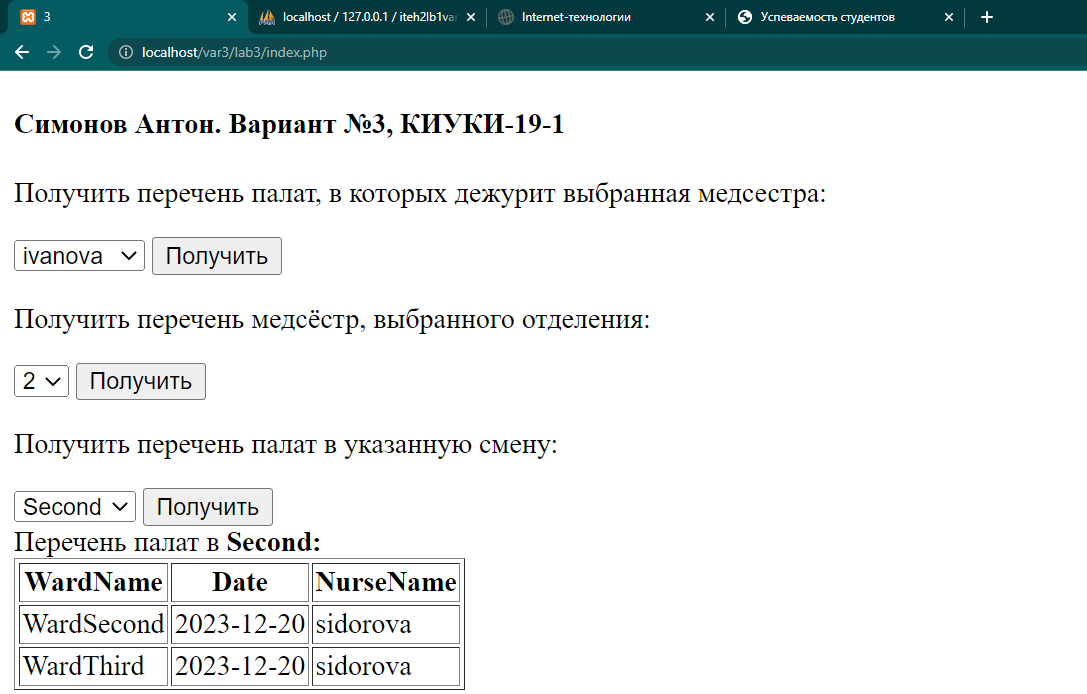 3
localhost / 127.0.0.1 / iteh2lb1var
Internet-технологии
Успеваемость студентов
localhost/var3/lab3/index.php
Симонов Антон. Вариант №3, КИУКИ-19-1
Получить перечень палат, в которых дежурит выбранная медсестра:
ivanova Получить
Получить перечень медсёстр, выбранного отделения:
2 Получить
Получить перечень палат в указанную смену:
Second Получить
Перечень палат в Second:
WardName Date NurseName
WardSecond 2023-12-20 sidorova
WardThird 2023-12-20 sidorova